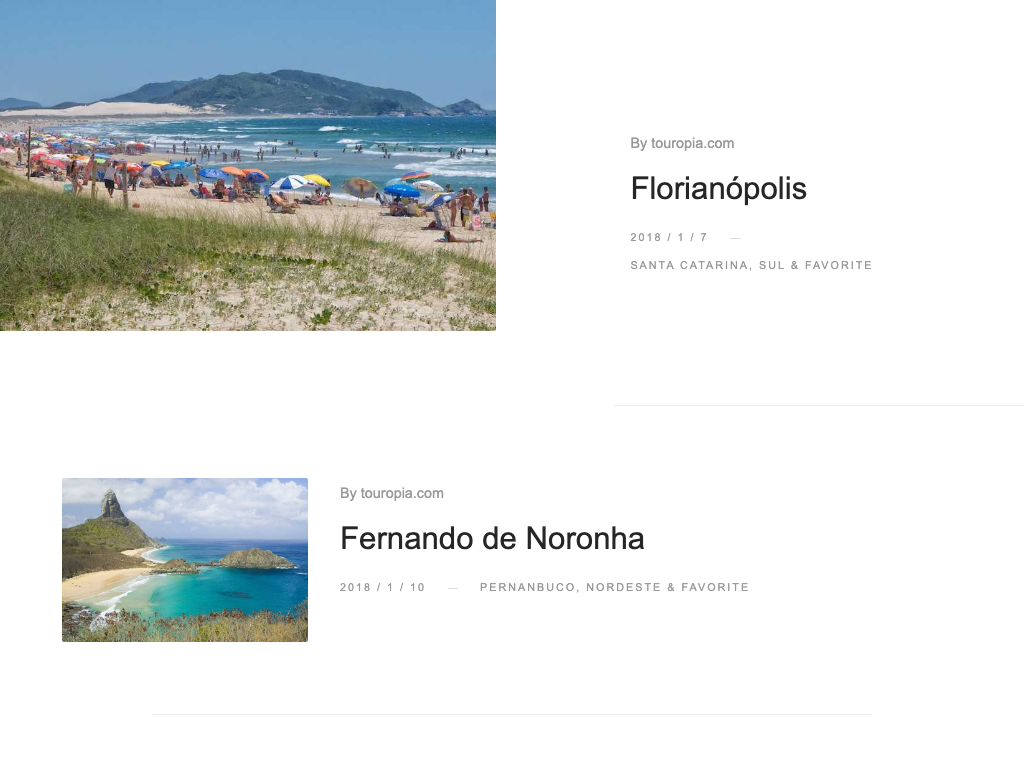 By touropia.com
Florianópolis
2018 / 1 / 7 —
SANTA CATARINA, SUL & FAVORITE
By touropia.com
Fernando de Noronha
2018 / 1 / 10 — PERNANBUCO, NORDESTE & FAVORITE